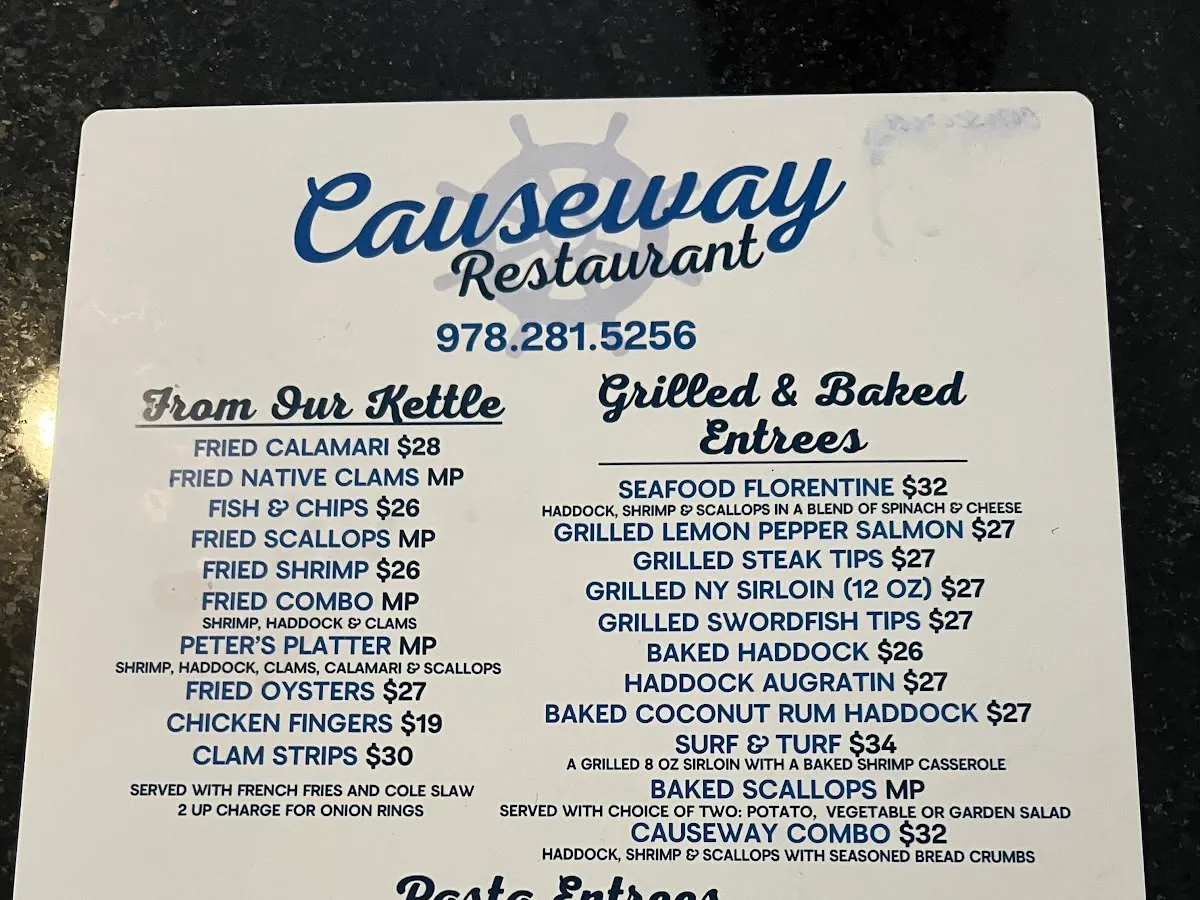 Causeway
Restaurant
978.281.5256
From Our Kettle
FRIED CALAMARI $28
FRIED NATIVE CLAMS MP
FISH & CHIPS $26
FRIED SCALLOPS MP
FRIED SHRIMP $26
FRIED COMBO MP
SHRIMP, HADDOCK & CLAMS
PETER'S PLATTER MP
SHRIMP, HADDOCK, CLAMS, CALAMARI & SCALLOPS
FRIED OYSTERS $27
CHICKEN FINGERS $19
CLAM STRIPS $30
SERVED WITH FRENCH FRIES AND COLE SLAW
2 UP CHARGE FOR ONION RINGS
Grilled & Baked
Entrees
SEAFOOD FLORENTINE $32
HADDOCK, SHRIMP & SCALLOPS IN A BLEND OF SPINACH & CHEESE
GRILLED LEMON PEPPER SALMON $27
GRILLED STEAK TIPS $27
GRILLED NY SIRLOIN (12 OZ) $27
GRILLED SWORDFISH TIPS $27
BAKED HADDOCK $26
HADDOCK AUGRATIN $27
BAKED COCONUT RUM HADDOCK $27
SURF & TURF $34
A GRILLED 8 OZ SIRLOIN WITH A BAKED SHRIMP CASSEROLE
BAKED SCALLOPS MP
SERVED WITH CHOICE OF TWO: POTATO, VEGETABLE OR GARDEN SALAD
CAUSEWAY COMBO $32
HADDOCK, SHRIMP & SCALLOPS WITH SEASONED BREAD CRUMBS
Pasta Entrees